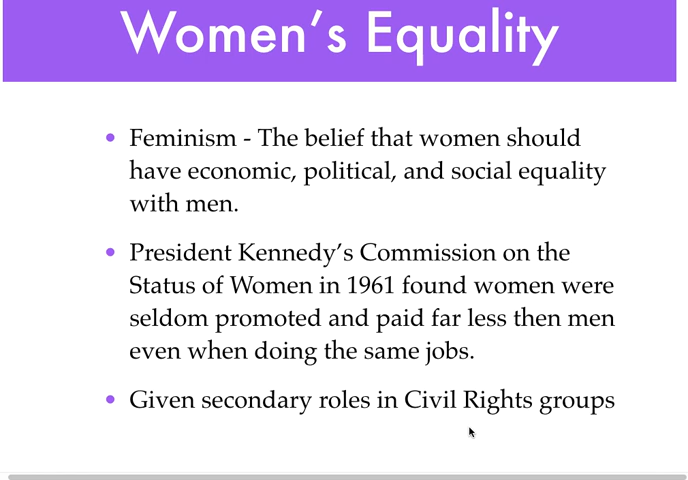 Women's Equality
• Feminism - The belief that women should
have economic, political, and social equality
with men.
• President Kennedy's Commission on the
Status of Women in 1961 found women were
seldom promoted and paid far less then men
even when doing the same jobs.
• Given secondary roles in Civil Rights groups